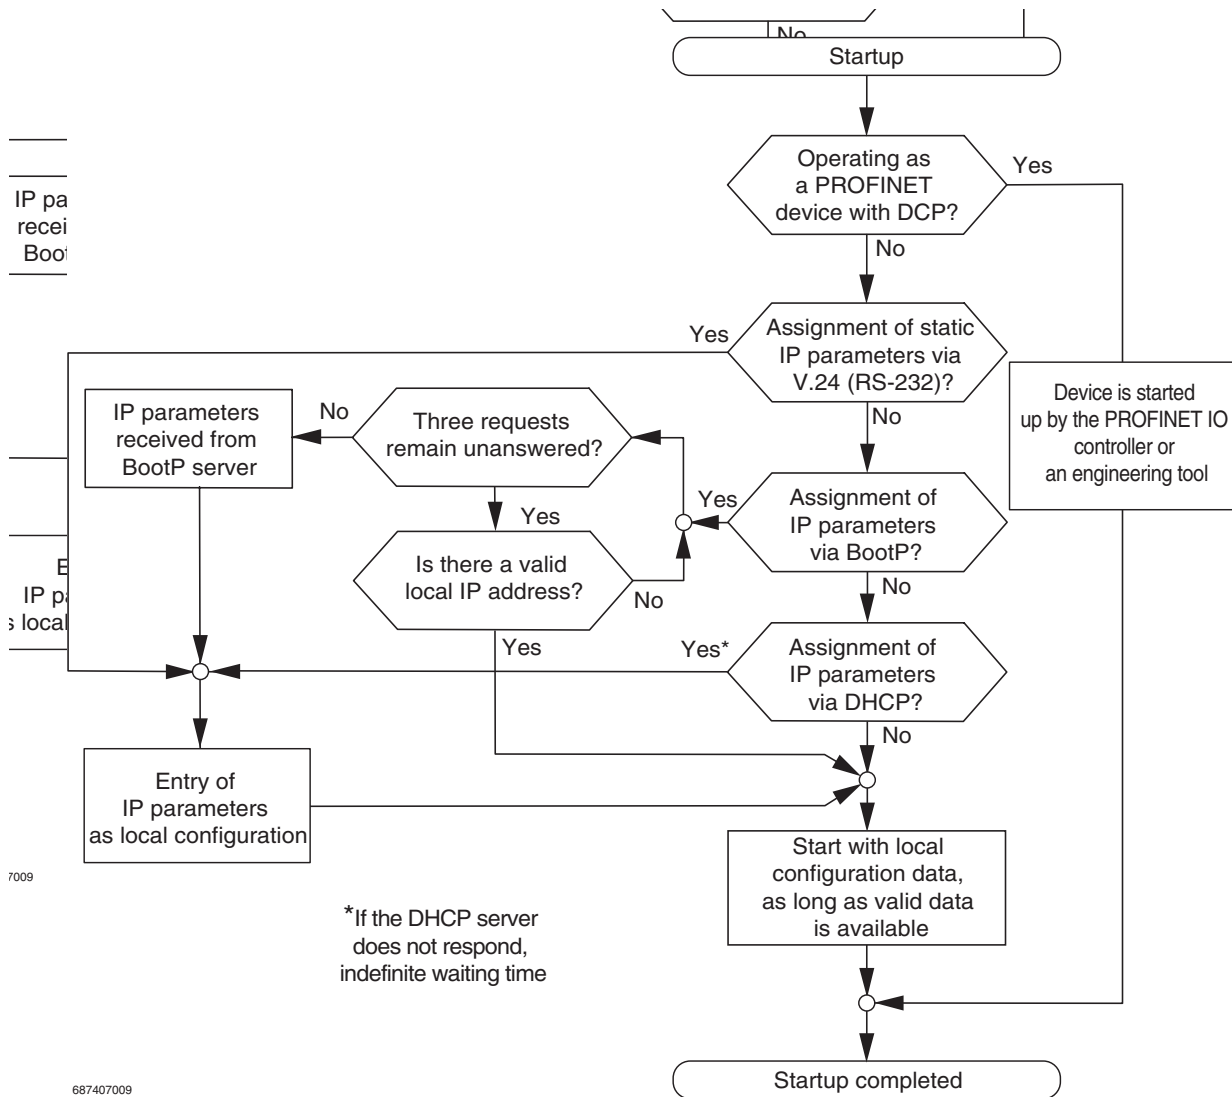 No
Startup
Operating as
a PROFINET
device with DCP?
Yes
No
Assignment of static
IP parameters via
V.24 (RS-232)?
Yes
No
Device is started
up by the PROFINET IO
controller or
an engineering tool
IP parameters
received from
BootP server
No
Three requests
remain unanswered?
Yes
Assignment of
IP parameters
via BootP?
Yes
No
Is there a valid
local IP address?
No
Yes
Assignment of
IP parameters
via DHCP?
Yes*
No
Entry of
IP parameters
as local configuration
Start with local
configuration data,
as long as valid data
is available
*If the DHCP server
does not respond,
indefinite waiting time
Startup completed
687407009
IP pa
recei
Boot
E
IP pa
s local
7009